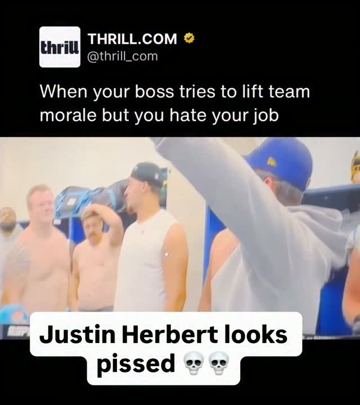 thrill
THRILL.COM
@thrill_com
When your boss tries to lift team
morale but you hate your job
Justin Herbert looks
pissed 💀💀